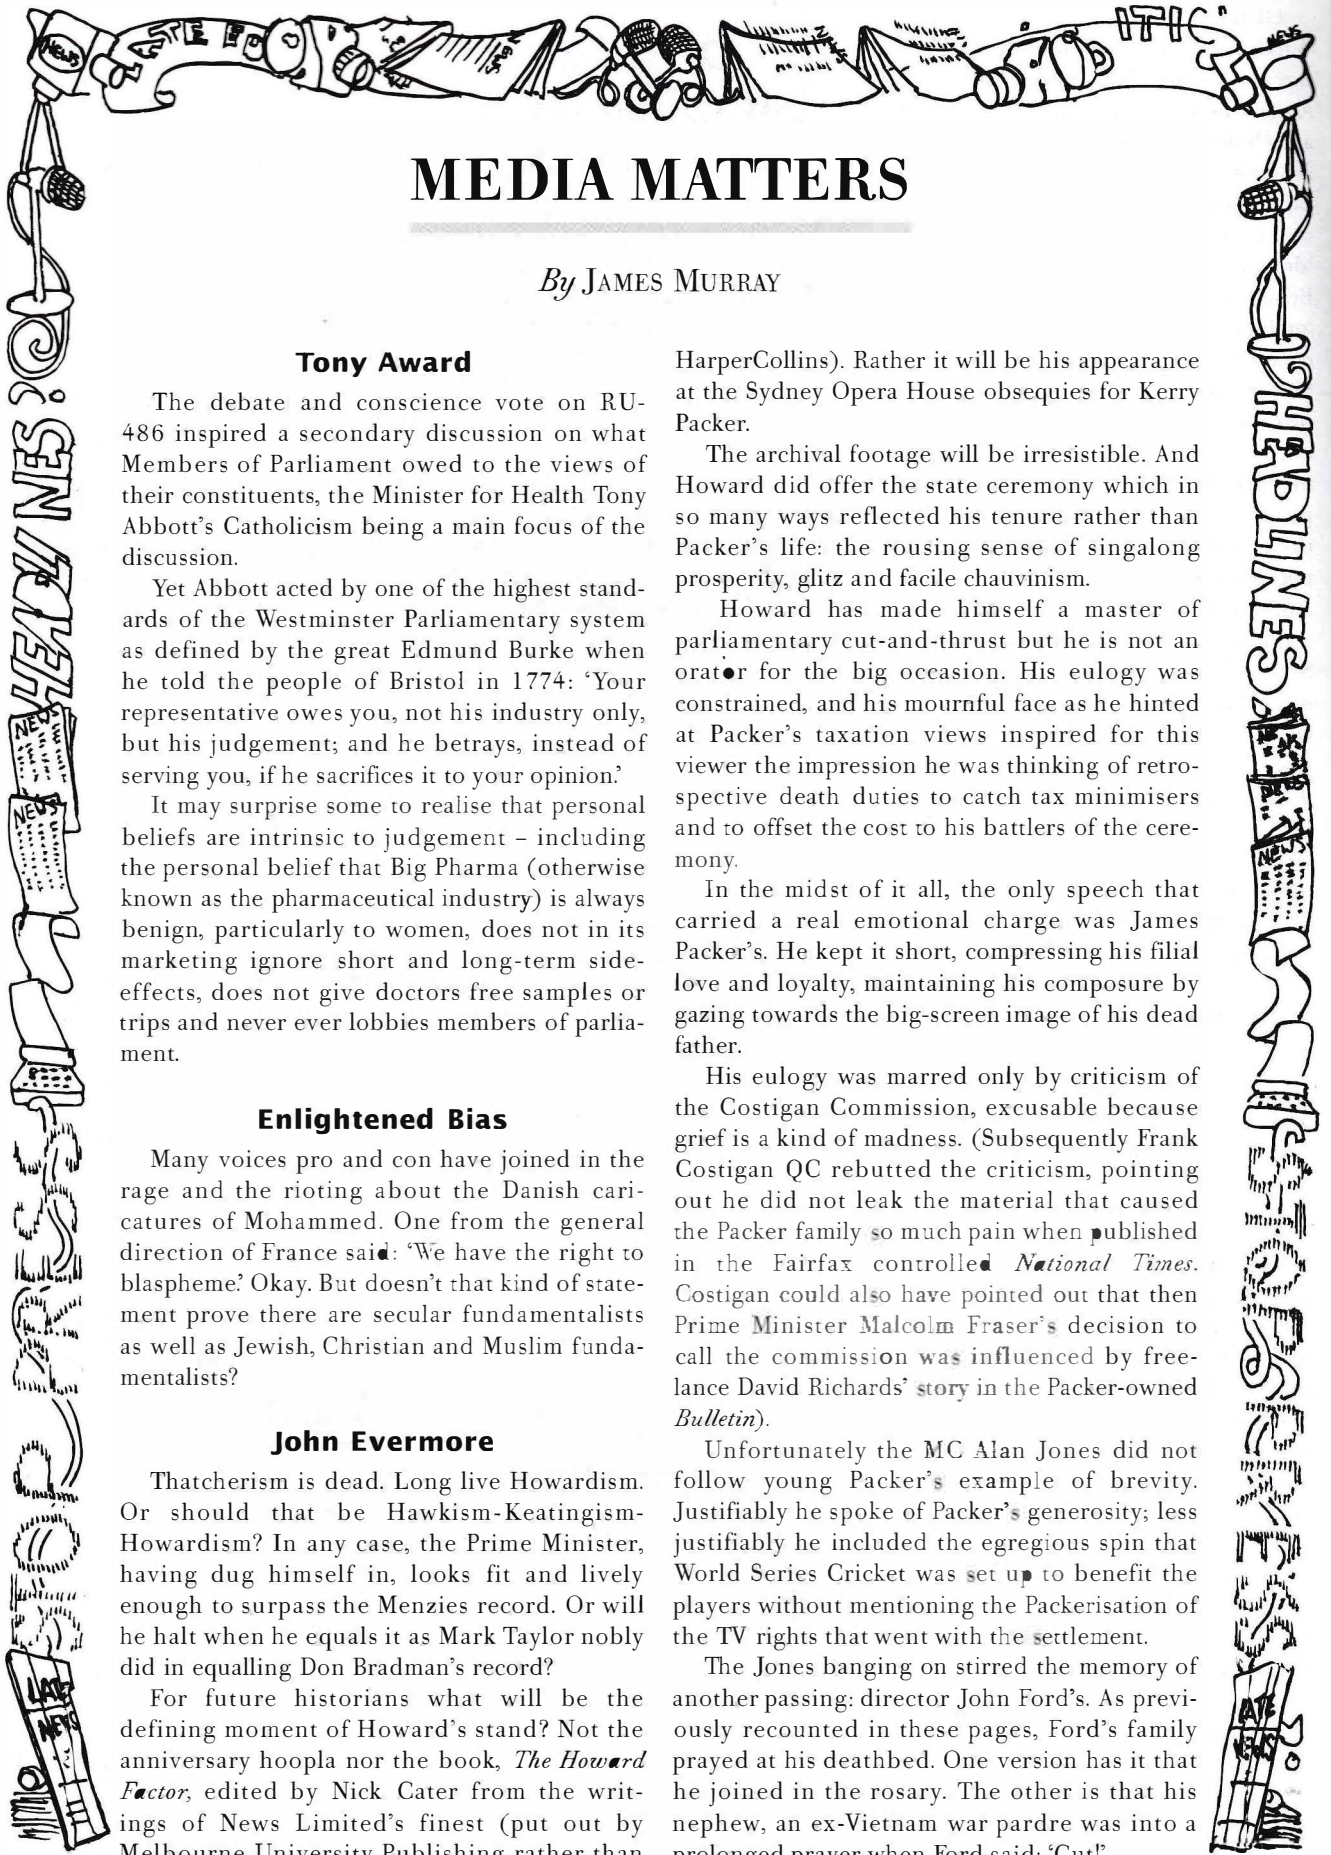 MEDIA MATTERS
By JAMES MURRAY
Tony Award
The debate and conscience vote on RU-
486 inspired a secondary discussion on what
Members of Parliament owed to the views of
their constituents, the Minister for Health Tony
Abbott's Catholicism being a main focus of the
discussion.
Yet Abbott acted by one of the highest stand-
ards of the Westminster Parliamentary system
as defined by the great Edmund Burke when
he told the people of Bristol in 1774: 'Your
representative owes you, not his industry only,
but his judgement; and he betrays, instead of
serving you, if he sacrifices it to your opinion.'
It may surprise some to realise that personal
beliefs are intrinsic to judgement – including
the personal belief that Big Pharma (otherwise
known as the pharmaceutical industry) is always
benign, particularly to women, does not in its
marketing ignore short and long-term side-
effects, does not give doctors free samples or
trips and never ever lobbies members of parlia-
ment.
Enlightened Bias
Many voices pro and con have joined in the
rage and the rioting about the Danish cari-
catures of Mohammed. One from the general
direction of France said: 'We have the right to
blaspheme.' Okay. But doesn't that kind of state-
ment prove there are secular fundamentalists
as well as Jewish, Christian and Muslim funda-
mentalists?
John Evermore
Thatcherism is dead. Long live Howardism.
Or should that be Hawkism-Keatingism-
Howardism? In any case, the Prime Minister,
having dug himself in, looks fit and lively
enough to surpass the Menzies record. Or will
he halt when he equals it as Mark Taylor nobly
did in equalling Don Bradman's record?
For future historians what will be the
defining moment of Howard's stand? Not the
anniversary hoopla nor the book, The Howard
Factor, edited by Nick Cater from the writ-
ings of News Limited's finest (put out by
Melbourne University Publishing rather than
HarperCollins). Rather it will be his appearance
at the Sydney Opera House obsequies for Kerry
Packer.
The archival footage will be irresistible. And
Howard did offer the state ceremony which in
so many ways reflected his tenure rather than
Packer's life: the rousing sense of singalong
prosperity, glitz and facile chauvinism.
Howard has made himself a master of
parliamentary cut-and-thrust but he is not an
orator for the big occasion. His eulogy was
constrained, and his mournful face as he hinted
at Packer's taxation views inspired for this
viewer the impression he was thinking of retro-
spective death duties to catch tax minimisers
and to offset the cost to his battlers of the cere-
mony.
In the midst of it all, the only speech that
carried a real emotional charge was James
Packer's. He kept it short, compressing his filial
love and loyalty, maintaining his composure by
gazing towards the big-screen image of his dead
father.
His eulogy was marred only by criticism of
the Costigan Commission, excusable because
grief is a kind of madness. (Subsequently Frank
Costigan QC rebutted the criticism, pointing
out he did not leak the material that caused
the Packer family so much pain when published
in the Fairfax controlled National Times.
Costigan could also have pointed out that then
Prime Minister Malcolm Fraser's decision to
call the commission was influenced by free-
lance David Richards' story in the Packer-owned
Bulletin).
Unfortunately the MC Alan Jones did not
follow young Packer's example of brevity.
Justifiably he spoke of Packer's generosity; less
justifiably he included the egregious spin that
World Series Cricket was set up to benefit the
players without mentioning the Packerisation of
the TV rights that went with the settlement.
The Jones banging on stirred the memory of
another passing: director John Ford's. As previ-
ously recounted in these pages, Ford's family
prayed at his deathbed. One version has it that
he joined in the rosary. The other is that his
nephew, an ex-Vietnam war pardre was into a
prolonged prayer when Ford said: 'Cut!'
HEADLINES
HEADLINES
STOP PRESS
STOP PRESS
NEWS
NEWS
NEWS
NEWS
LATE
NEWS